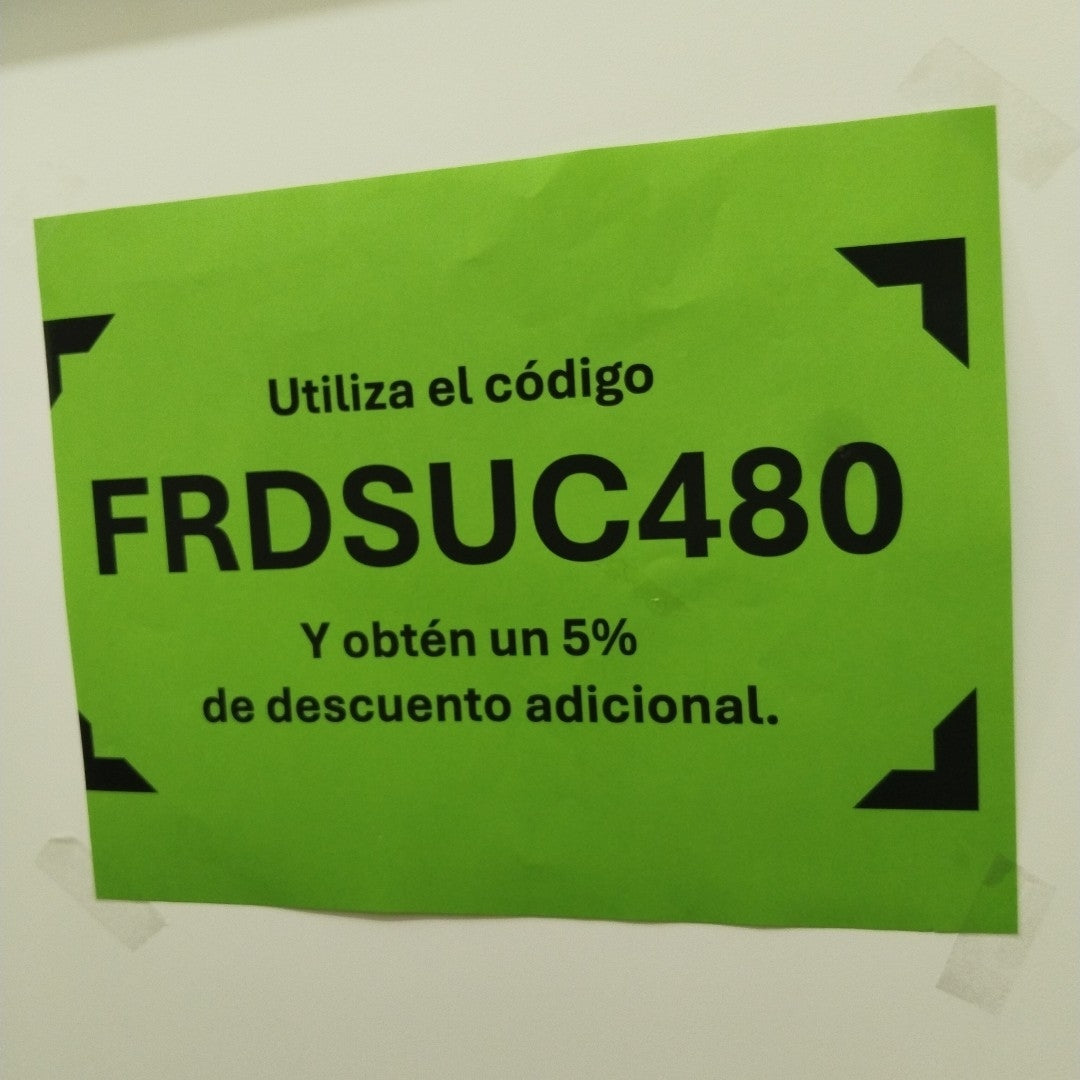 Utiliza el código
FRDSUC480
Y obtén un 5%
de descuento adicional.